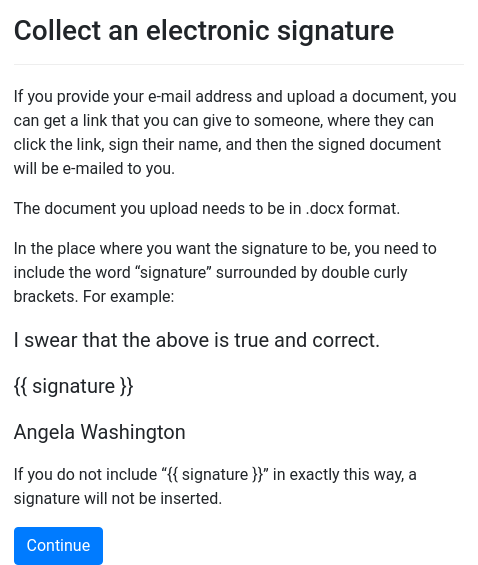 Collect an electronic signature
If you provide your e-mail address and upload a document, you
can get a link that you can give to someone, where they can
click the link, sign their name, and then the signed document
will be e-mailed to you.
The document you upload needs to be in .docx format.
In the place where you want the signature to be, you need to
include the word “signature” surrounded by double curly
brackets. For example:
I swear that the above is true and correct.
{{ signature }}
Angela Washington
If you do not include “{{ signature }}” in exactly this way, a
signature will not be inserted.
Continue